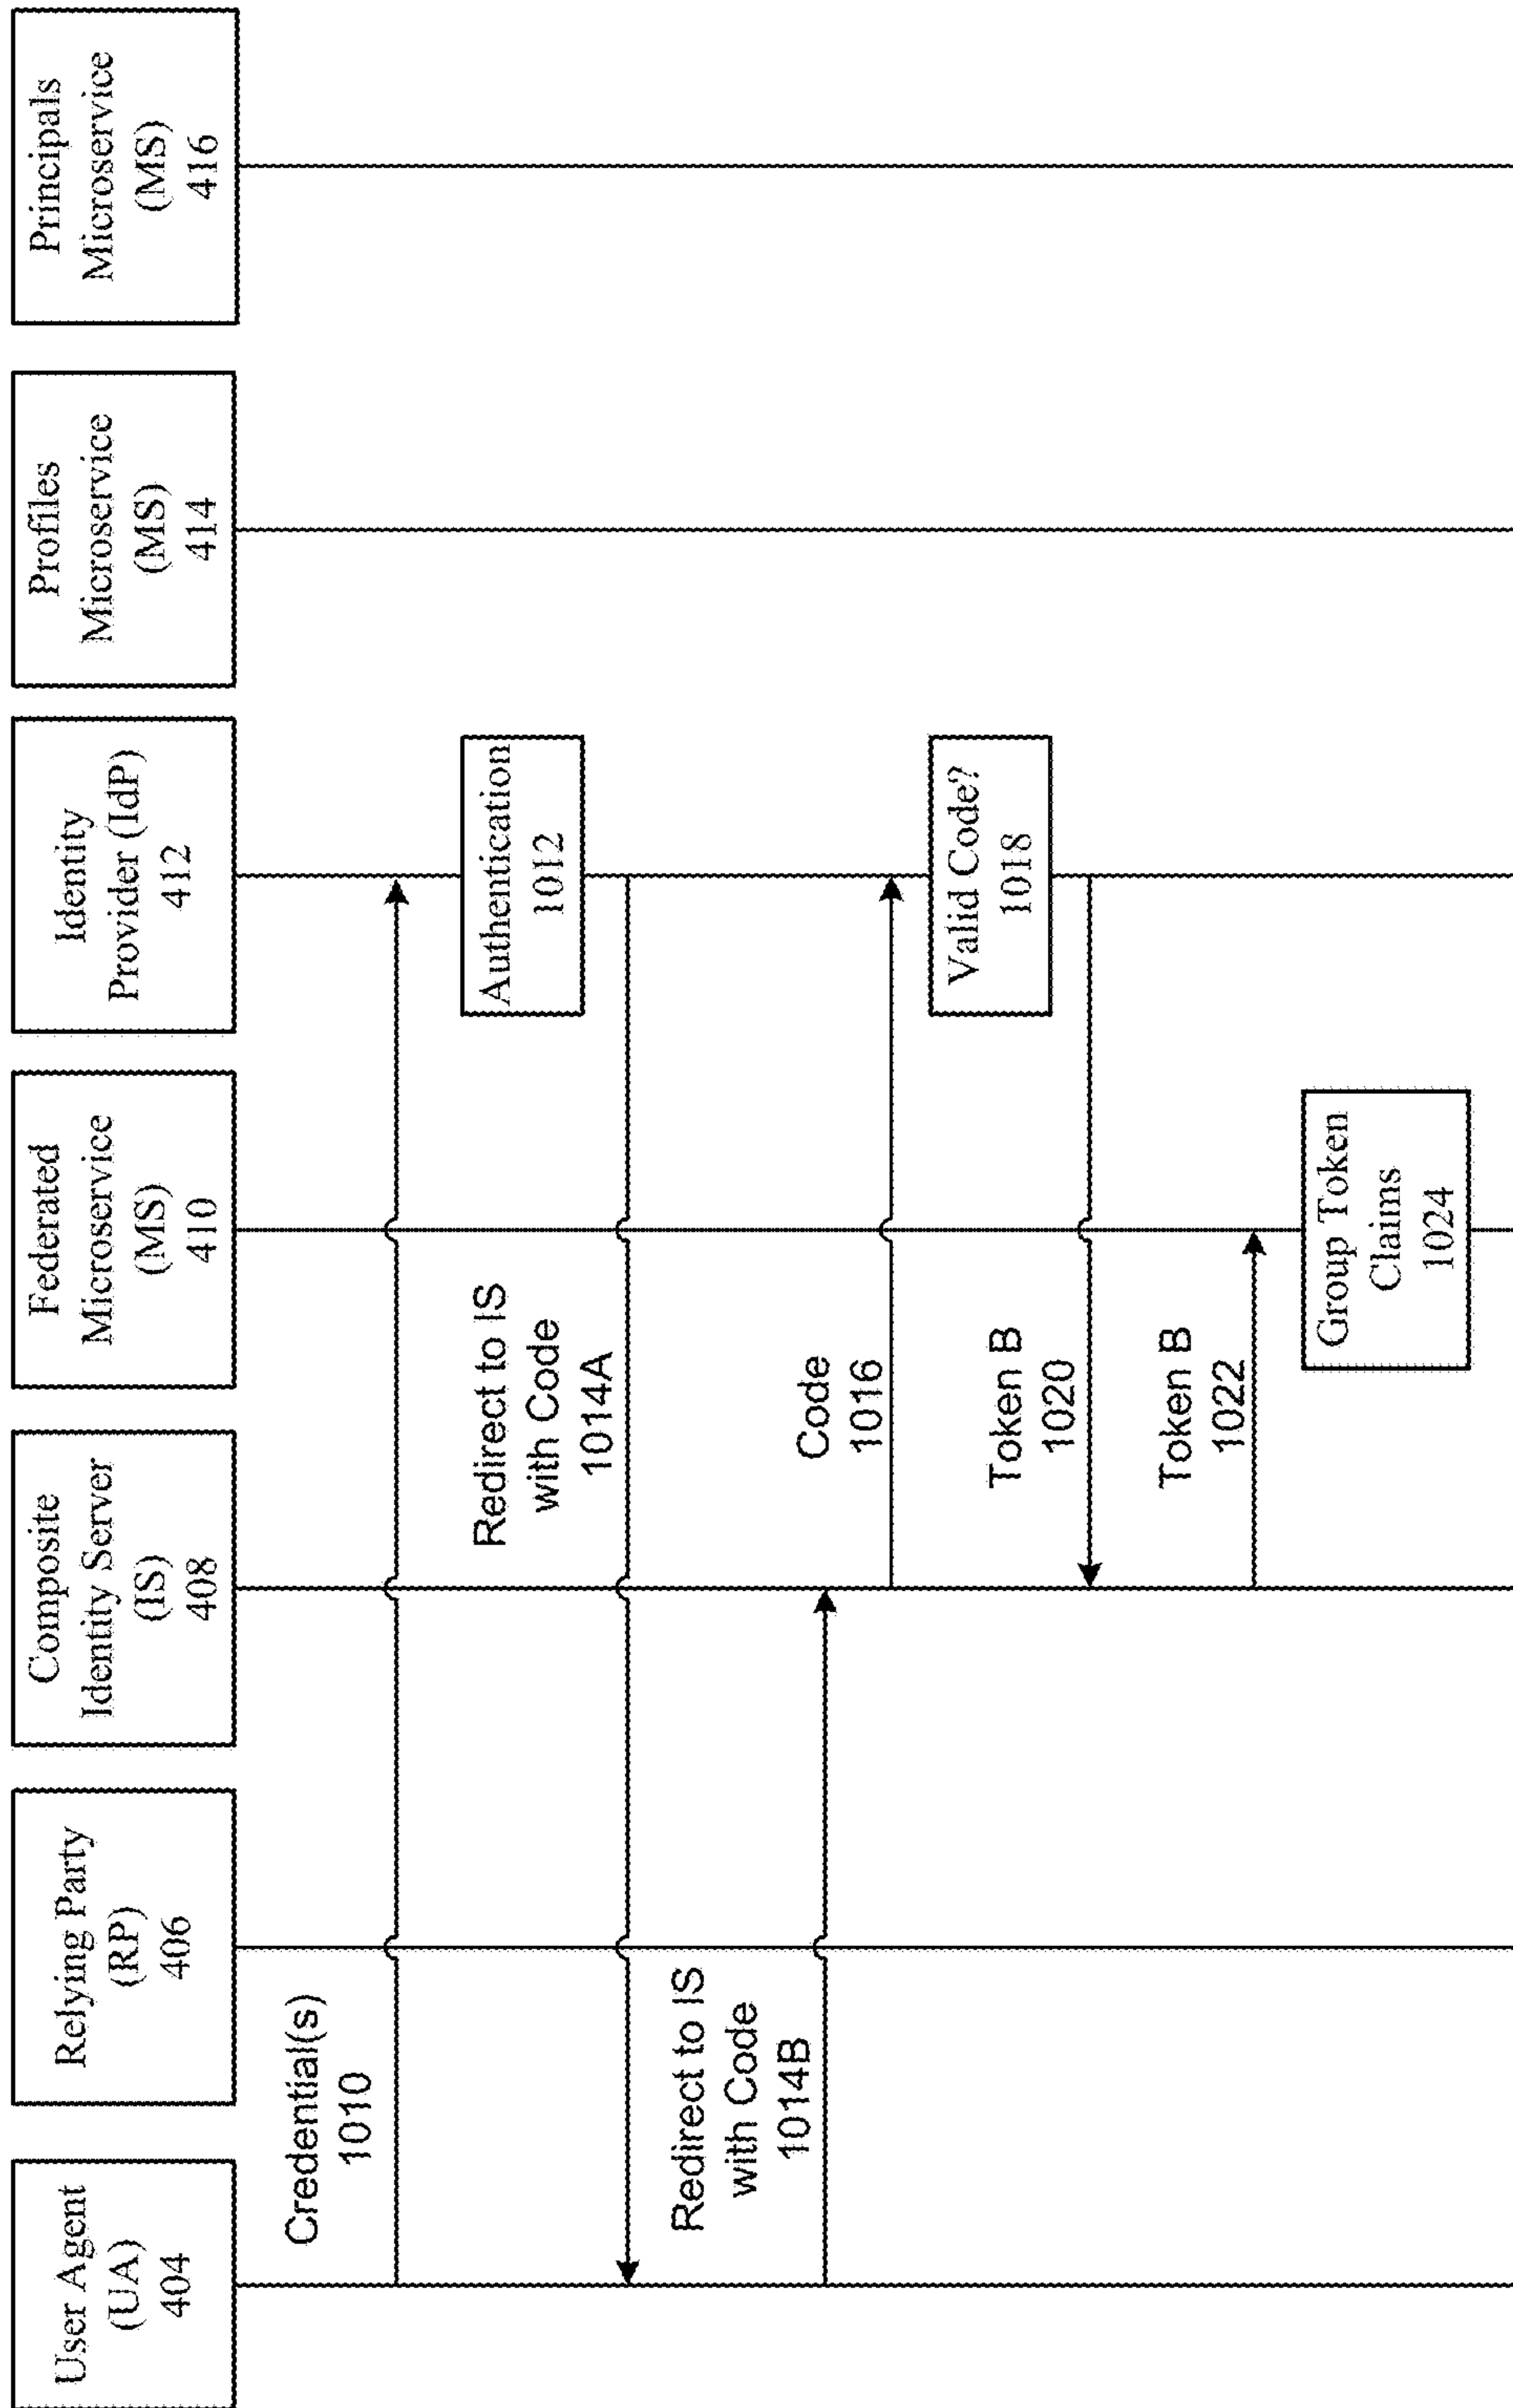 User Agent
(UA)
404
Relying Party
(RP)
406
Composite
Identity Server
(IS)
408
Federated
Microservice
(MS)
410
Identity
Provider (IdP)
412
Profiles
Microservice
(MS)
414
Principals
Microservice
(MS)
416
Credential(s)
1010
Authentication
1012
Redirect to IS
with Code
1014A
Redirect to IS
with Code
1014B
Code
1016
Valid Code?
1018
Token B
1020
Token B
1022
Group Token
Claims
1024